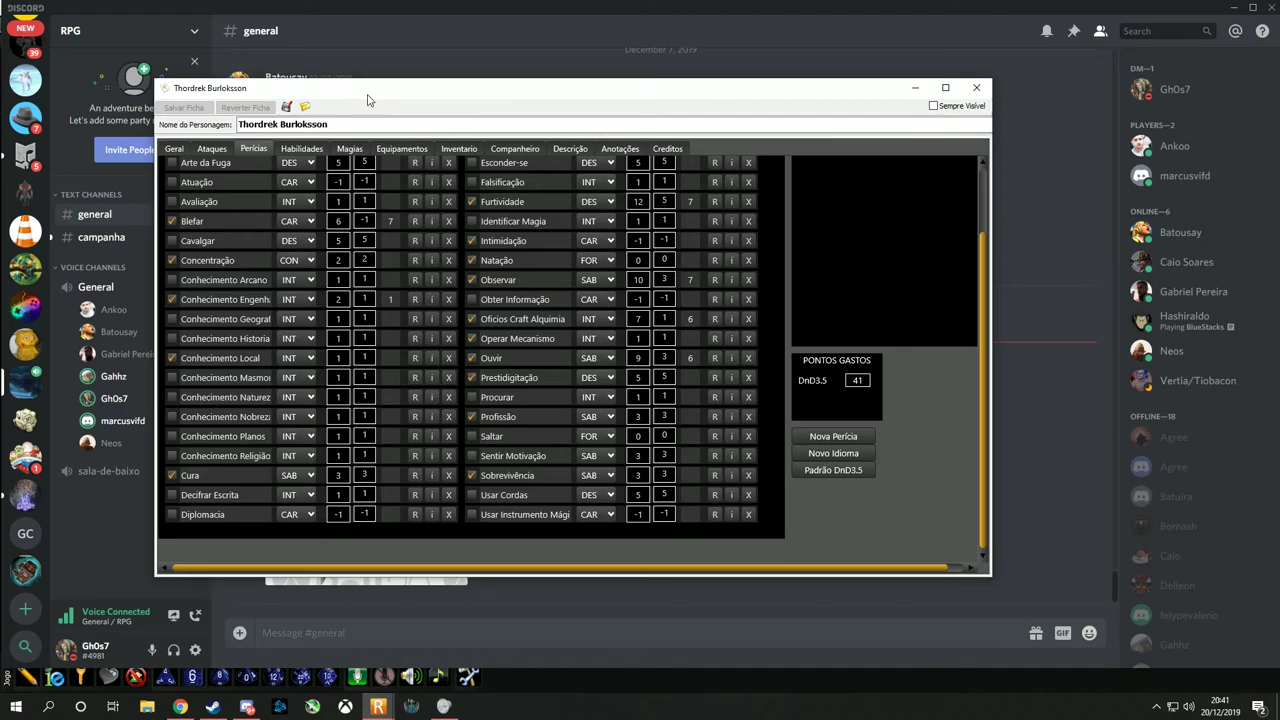 DISCORD
NEW
RPG
# general
Search
December 7, 2019
Batousay
39
7
5
1
GC
An adventure be
Let's add some party
Invite People
TEXT CHANNELS
# general
# campanha
VOICE CHANNELS
General
Ankoo
Batousay
Gabriel Perei
Gahhz
Gh0s7
marcusvifd
Neos
sala-de-baixo
Voice Connected
General / RPG
Gh0s7
#4981
Thordrek Burloksson
Salvar Ficha Reverter Ficha
Sempre Visível
Nome do Personagem: Thordrek Burloksson
Geral Ataques Perícias Habilidades Magias Equipamentos Inventario Companheiro Descrição Anotações Creditos
Arte da Fuga DES 5 5 R i X Esconder-se DES 5 5 R i X
Atuação CAR -1 -1 R i X Falsificação INT 1 1 R i X
Avaliação INT 1 1 R i X Furtividade DES 12 5 7 R i X
Blefar CAR 6 -1 7 R i X Identificar Magia INT 1 1 R i X
Cavalgar DES 5 5 R i X Intimidação CAR -1 -1 R i X
Concentração CON 2 2 R i X Natação FOR 0 0 R i X
Conhecimento Arcano INT 1 1 R i X Observar SAB 10 3 7 R i X
Conhecimento Engenh INT 2 1 1 R i X Obter Informação CAR -1 -1 R i X
Conhecimento Geograf INT 1 1 R i X Oficios Craft Alquimia INT 7 1 6 R i X
Conhecimento Historia INT 1 1 R i X Operar Mecanismo INT 1 1 R i X
Conhecimento Local INT 1 1 R i X Ouvir SAB 9 3 6 R i X
Conhecimento Masmor INT 1 1 R i X Prestidigitação DES 5 5 R i X
Conhecimento Naturez INT 1 1 R i X Procurar INT 1 1 R i X
Conhecimento Nobreza INT 1 1 R i X Profissão SAB 3 3 R i X
Conhecimento Planos INT 1 1 R i X Saltar FOR 0 0 R i X
Conhecimento Religião INT 1 1 R i X Sentir Motivação SAB 3 3 R i X
Cura SAB 3 3 R i X Sobrevivência SAB 3 3 R i X
Decifrar Escrita INT 1 1 R i X Usar Cordas DES 5 5 R i X
Diplomacia CAR -1 -1 R i X Usar Instrumento Mági CAR -1 -1 R i X
PONTOS GASTOS
DnD3.5 41
Nova Perícia
Novo Idioma
Padrão DnD3.5
Message #general
GIF
DM—1
Gh0s7
PLAYERS—2
Ankoo
marcusvifd
ONLINE—6
Batousay
Caio Soares
Gabriel Pereira
Hashiraldo
Playing BlueStacks
Neos
Vertia/Tiobacon
OFFLINE—18
Agree
Agree
Batuíra
Bornash
Caio
Delleon
felypevalerio
Gahhz
20:41
20/12/2019
2